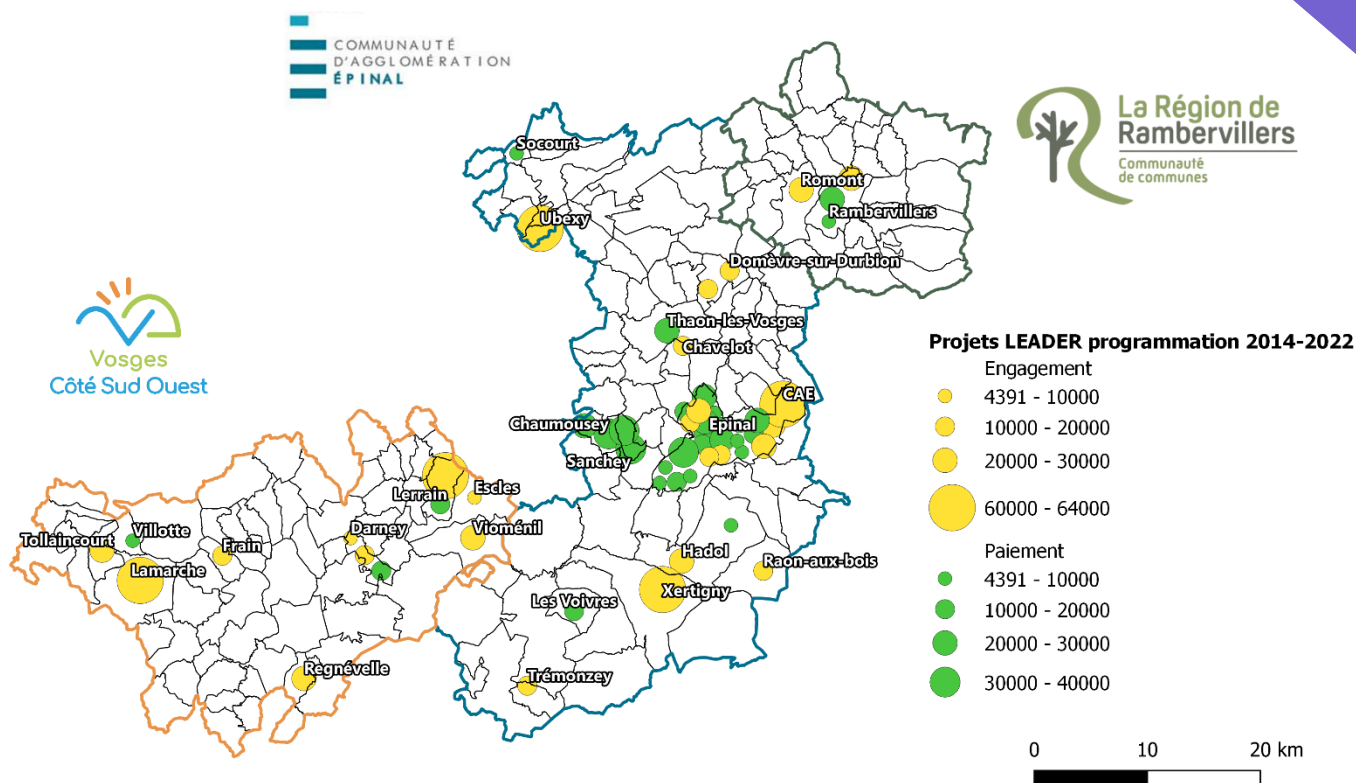 COMMUNAUTÉ
D'AGGLOMÉRATION
ÉPINAL
La Région de
Rambervillers
Communauté
de communes
Vosges
Côté Sud Ouest
Socourt
Ubexy
Romont
Rambervillers
Domèvre-sur-Durbion
Thaon-les-Vosges
Chavelot
CAE
Chaumousey
Epinal
Sanchey
Lerrain
Escles
Darney
Vioménil
Tollaincourt
Villotte
Frain
Lamarche
Hadol
Raon-aux-bois
Xertigny
Les Voivres
Regnévelle
Trémonzey
Projets LEADER programmation 2014-2022
Engagement
4391 - 10000
10000 - 20000
20000 - 30000
60000 - 64000
Paiement
4391 - 10000
10000 - 20000
20000 - 30000
30000 - 40000
0 10 20 km